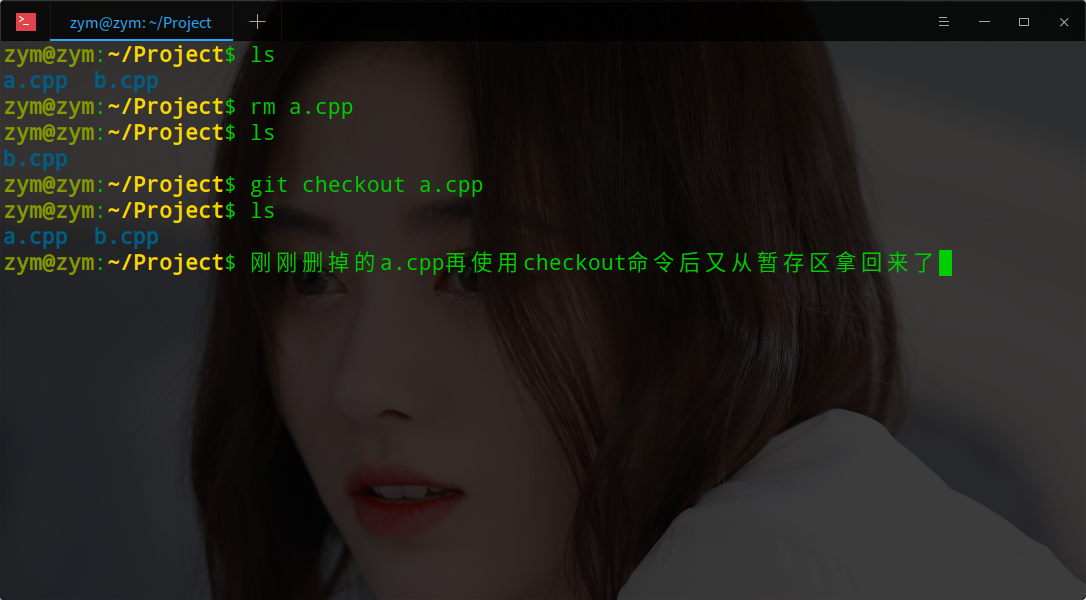 zym@zym: ~/Project
zym@zym:~/Project$ ls
a.cpp  b.cpp
zym@zym:~/Project$ rm a.cpp
zym@zym:~/Project$ ls
b.cpp
zym@zym:~/Project$ git checkout a.cpp
zym@zym:~/Project$ ls
a.cpp  b.cpp
zym@zym:~/Project$ 刚刚删掉的a.cpp再使用checkout命令后又从暂存区拿回来了